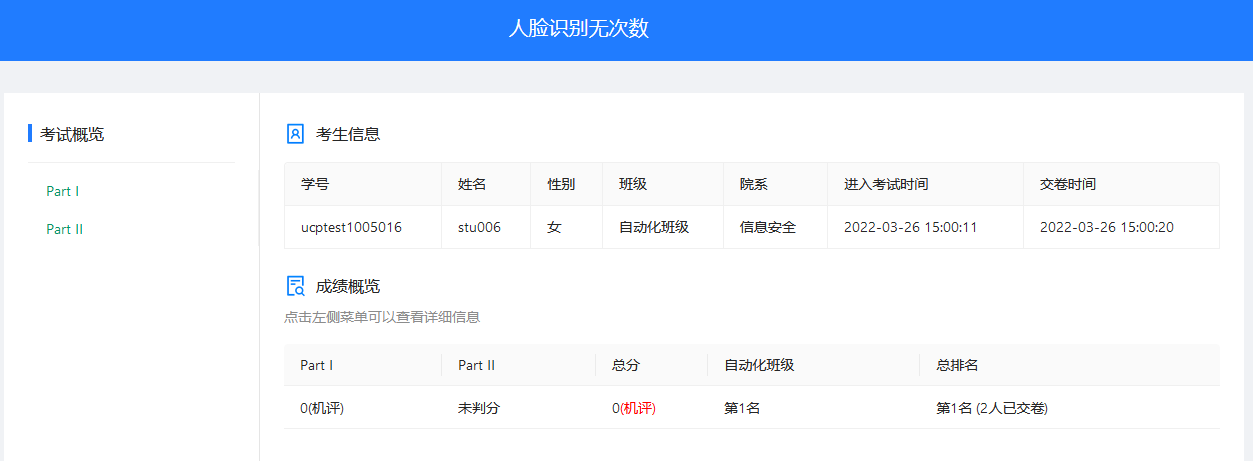 人脸识别无次数
考试概览
Part I
Part II
考生信息
学号 姓名 性别 班级 院系 进入考试时间 交卷时间
ucptest1005016 stu006 女 自动化班级 信息安全 2022-03-26 15:00:11 2022-03-26 15:00:20
成绩概览
点击左侧菜单可以查看详细信息
Part I Part II 总分 自动化班级 总排名
0(机评) 未判分 0(机评) 第1名 第1名 (2人已交卷)